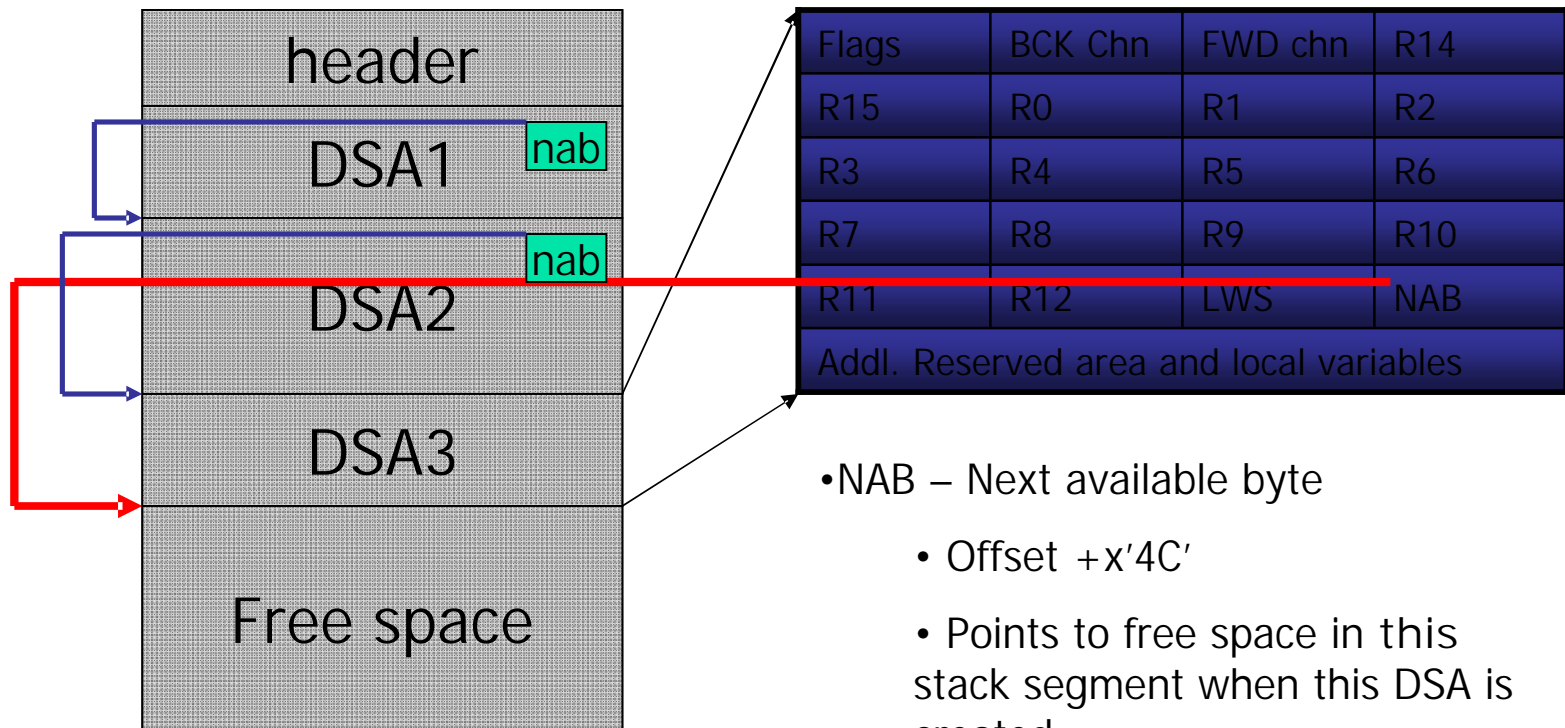 header
DSA1
nab
DSA2
nab
DSA3
Free space
Flags BCK Chn FWD chn R14
R15 R0 R1 R2
R3 R4 R5 R6
R7 R8 R9 R10
R11 R12 LWS NAB
Addl. Reserved area and local variables
•NAB – Next available byte
• Offset +x'4C'
• Points to free space in this
stack segment when this DSA is